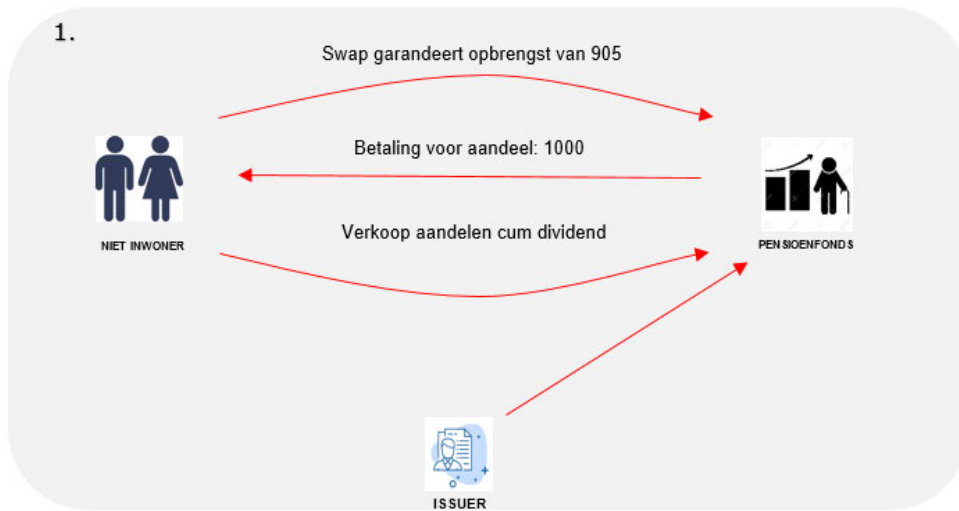 1.
Swap garandeert opbrengst van 905
Betaling voor aandeel: 1000
NIET INWONER
Verkoop aandelen cum dividend
PENSIOENFONDS
ISSUER